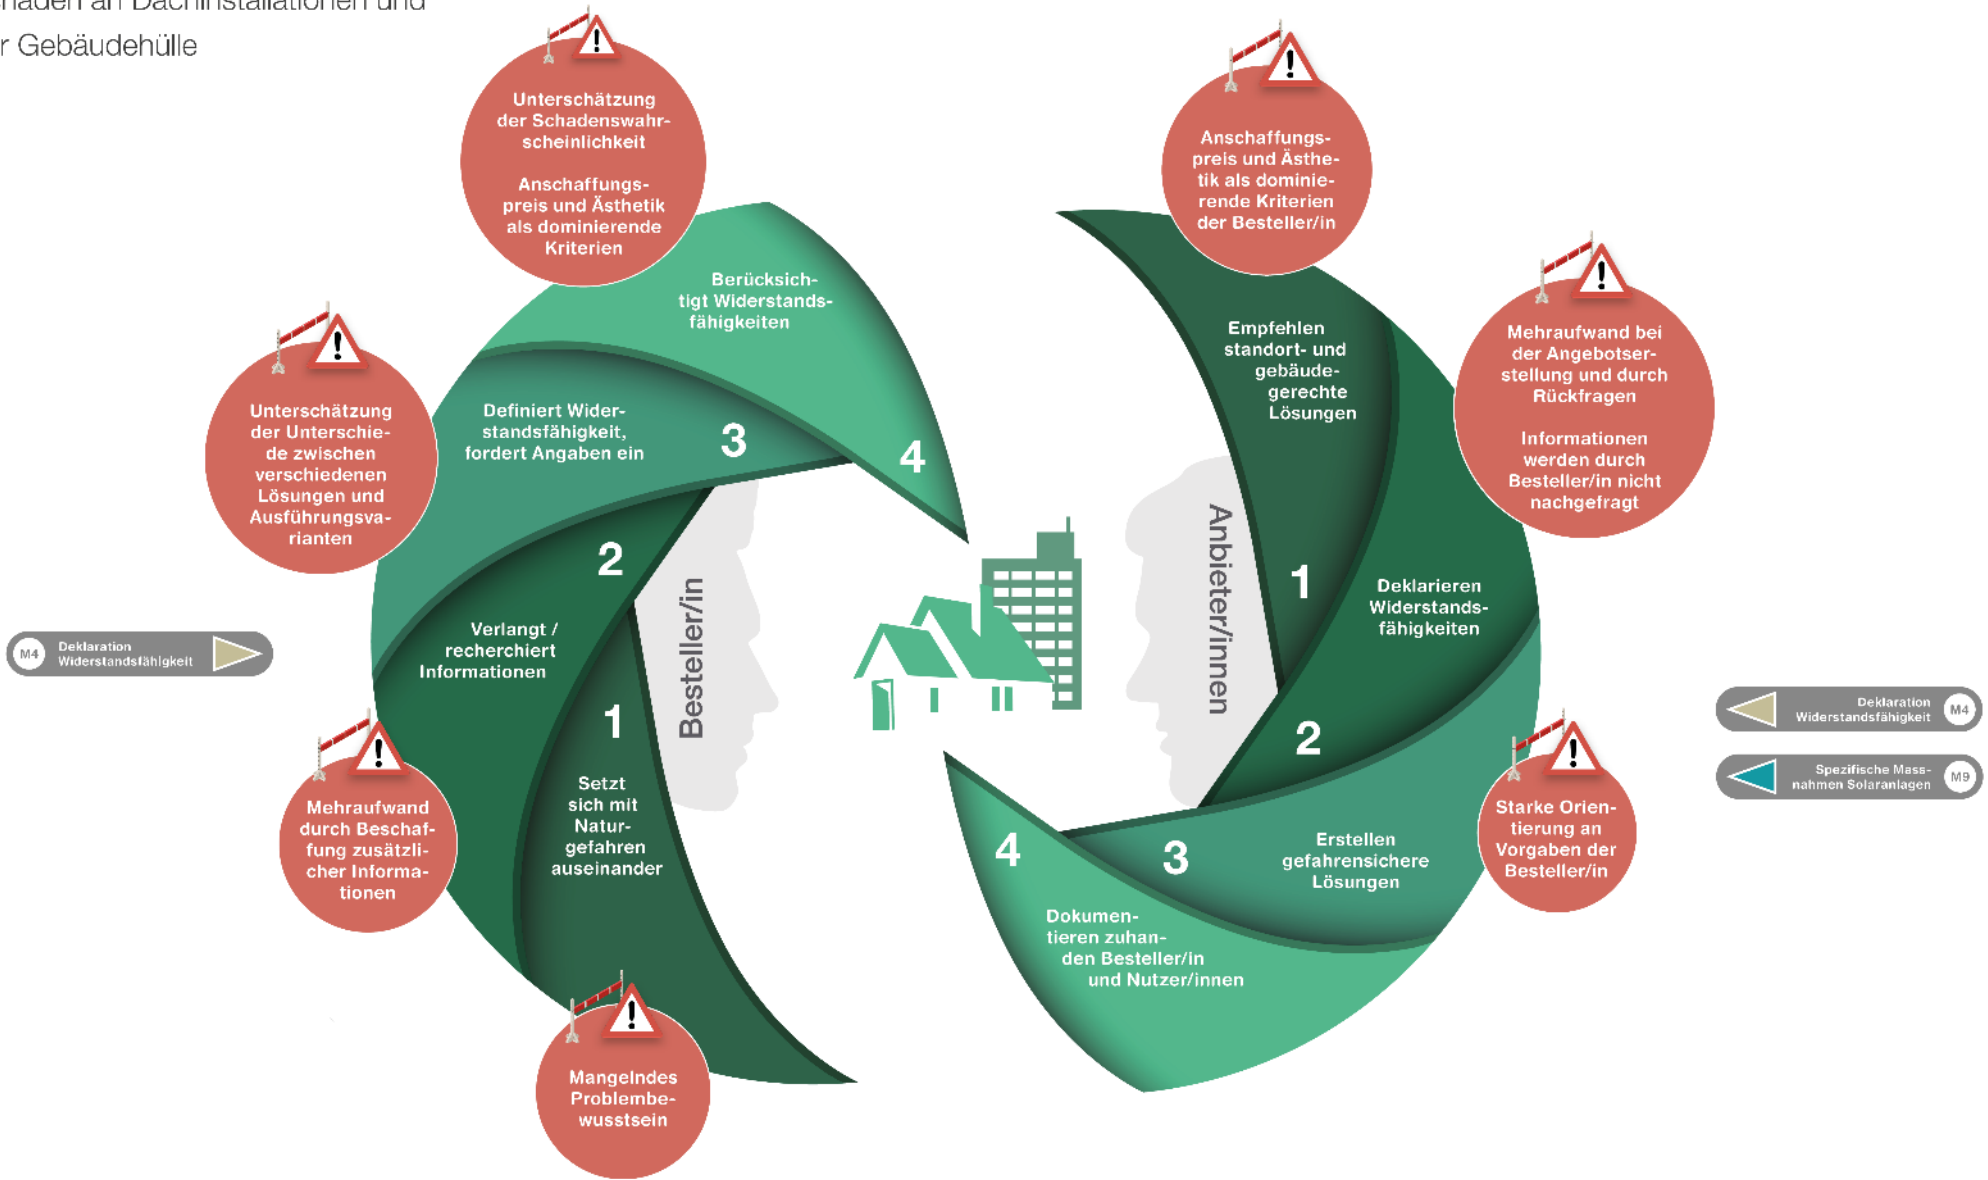 chäden an Dachinstallationen und
r Gebäudehülle
Unterschätzung
der Schadenswahr-
scheinlichkeit
Anschaffungs-
preis und Ästhetik
als dominierende
Kriterien
Berücksich-
tigt Widerstands-
fähigkeiten
4
Unterschätzung
der Unterschie-
de zwischen
verschiedenen
Lösungen und
Ausführungsva-
rianten
Definiert Wider-
standsfähigkeit,
fordert Angaben ein
3
M4
Deklaration
Widerstandsfähigkeit
2
Verlangt /
recherchiert
Informationen
Mehraufwand
durch Beschaf-
fung zusätzli-
cher Informa-
tionen
1
Setzt
sich mit
Natur-
gefahren
auseinander
Mangelndes
Problembe-
wusstsein
Besteller/in
Anschaffungs-
preis und Ästhe-
tik als dominie-
rende Kriterien
der Besteller/in
Empfehlen
standort- und
gebäude-
gerechte
Lösungen
1
Anbieter/innen
Mehraufwand bei
der Angebotser-
stellung und durch
Rückfragen
Informationen
werden durch
Besteller/in nicht
nachgefragt
Deklarieren
Widerstands-
fähigkeiten
2
Deklaration
Widerstandsfähigkeit
M4
Spezifische Mass-
nahmen Solaranlagen
M9
Starke Orien-
tierung an
Vorgaben der
Besteller/in
3
Erstellen
gefahrensichere
Lösungen
4
Dokumen-
tieren zuhan-
den Besteller/in
und Nutzer/innen